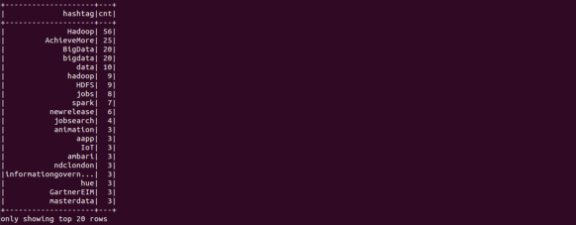 +--------------------+---+
|             hashtag|cnt|
+--------------------+---+
|              Hadoop| 56|
|         AchieveMore| 25|
|             BigData| 20|
|             bigdata| 20|
|                data| 10|
|              hadoop|  9|
|                HDFS|  9|
|                jobs|  8|
|               spark|  7|
|          newrelease|  6|
|           jobsearch|  4|
|           animation|  3|
|                aapp|  3|
|                 IoT|  3|
|              ambari|  3|
|           ndclondon|  3|
|informationgovern...|  3|
|                 hue|  3|
|          GartnerEIM|  3|
|          masterdata|  3|
+--------------------+---+
only showing top 20 rows